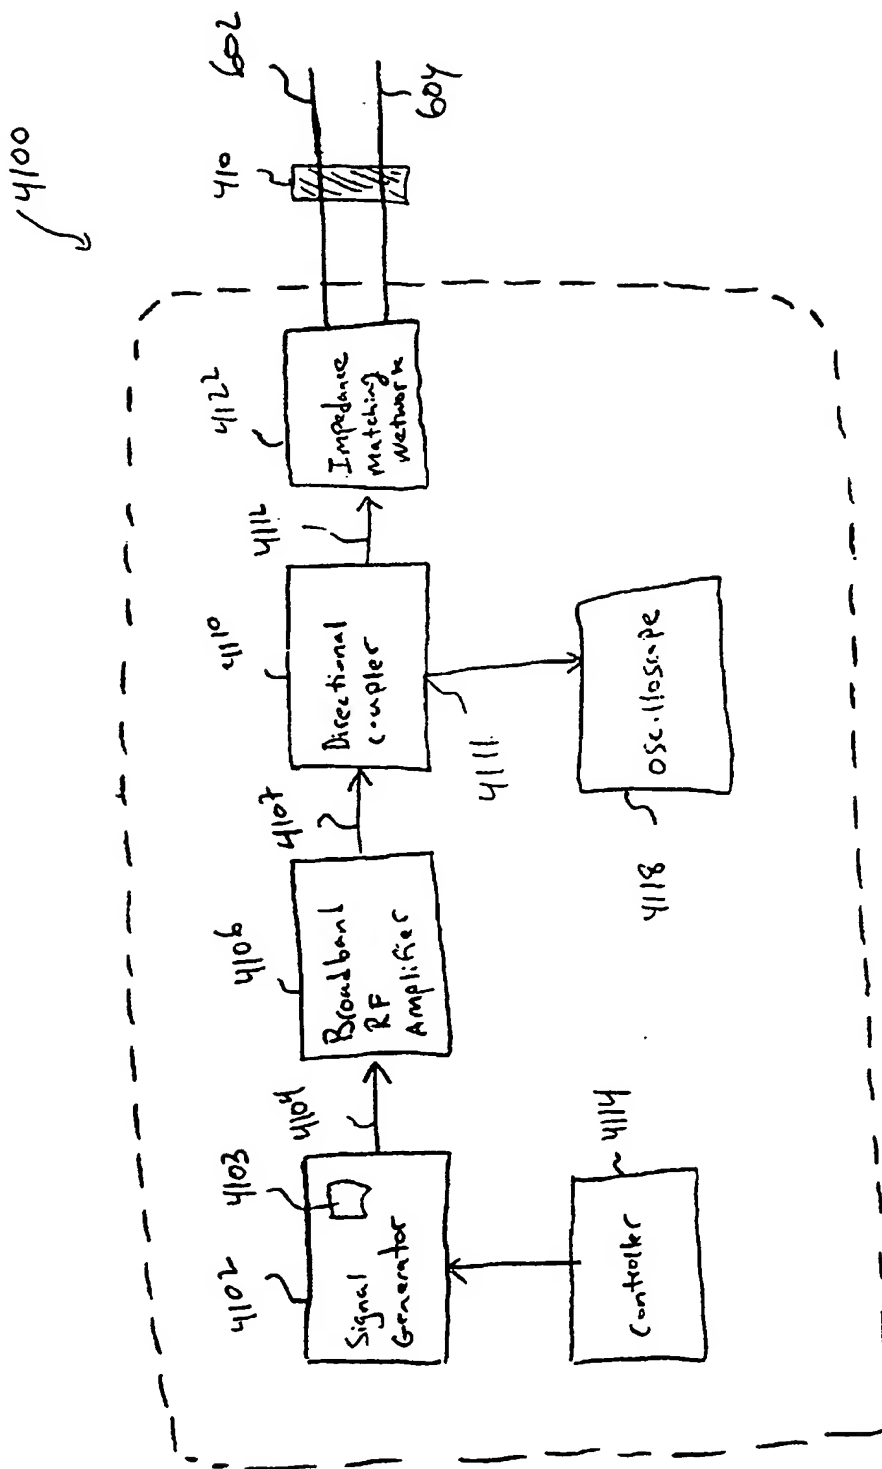 4100
602
410
604
4122
Impedance
Matching
Network
4112
4110
Directional
coupler
4111
4107
4106
Broadband
RF
Amplifier
4104
4102
4103
Signal
Generator
4114
controller
4118
oscilloscope